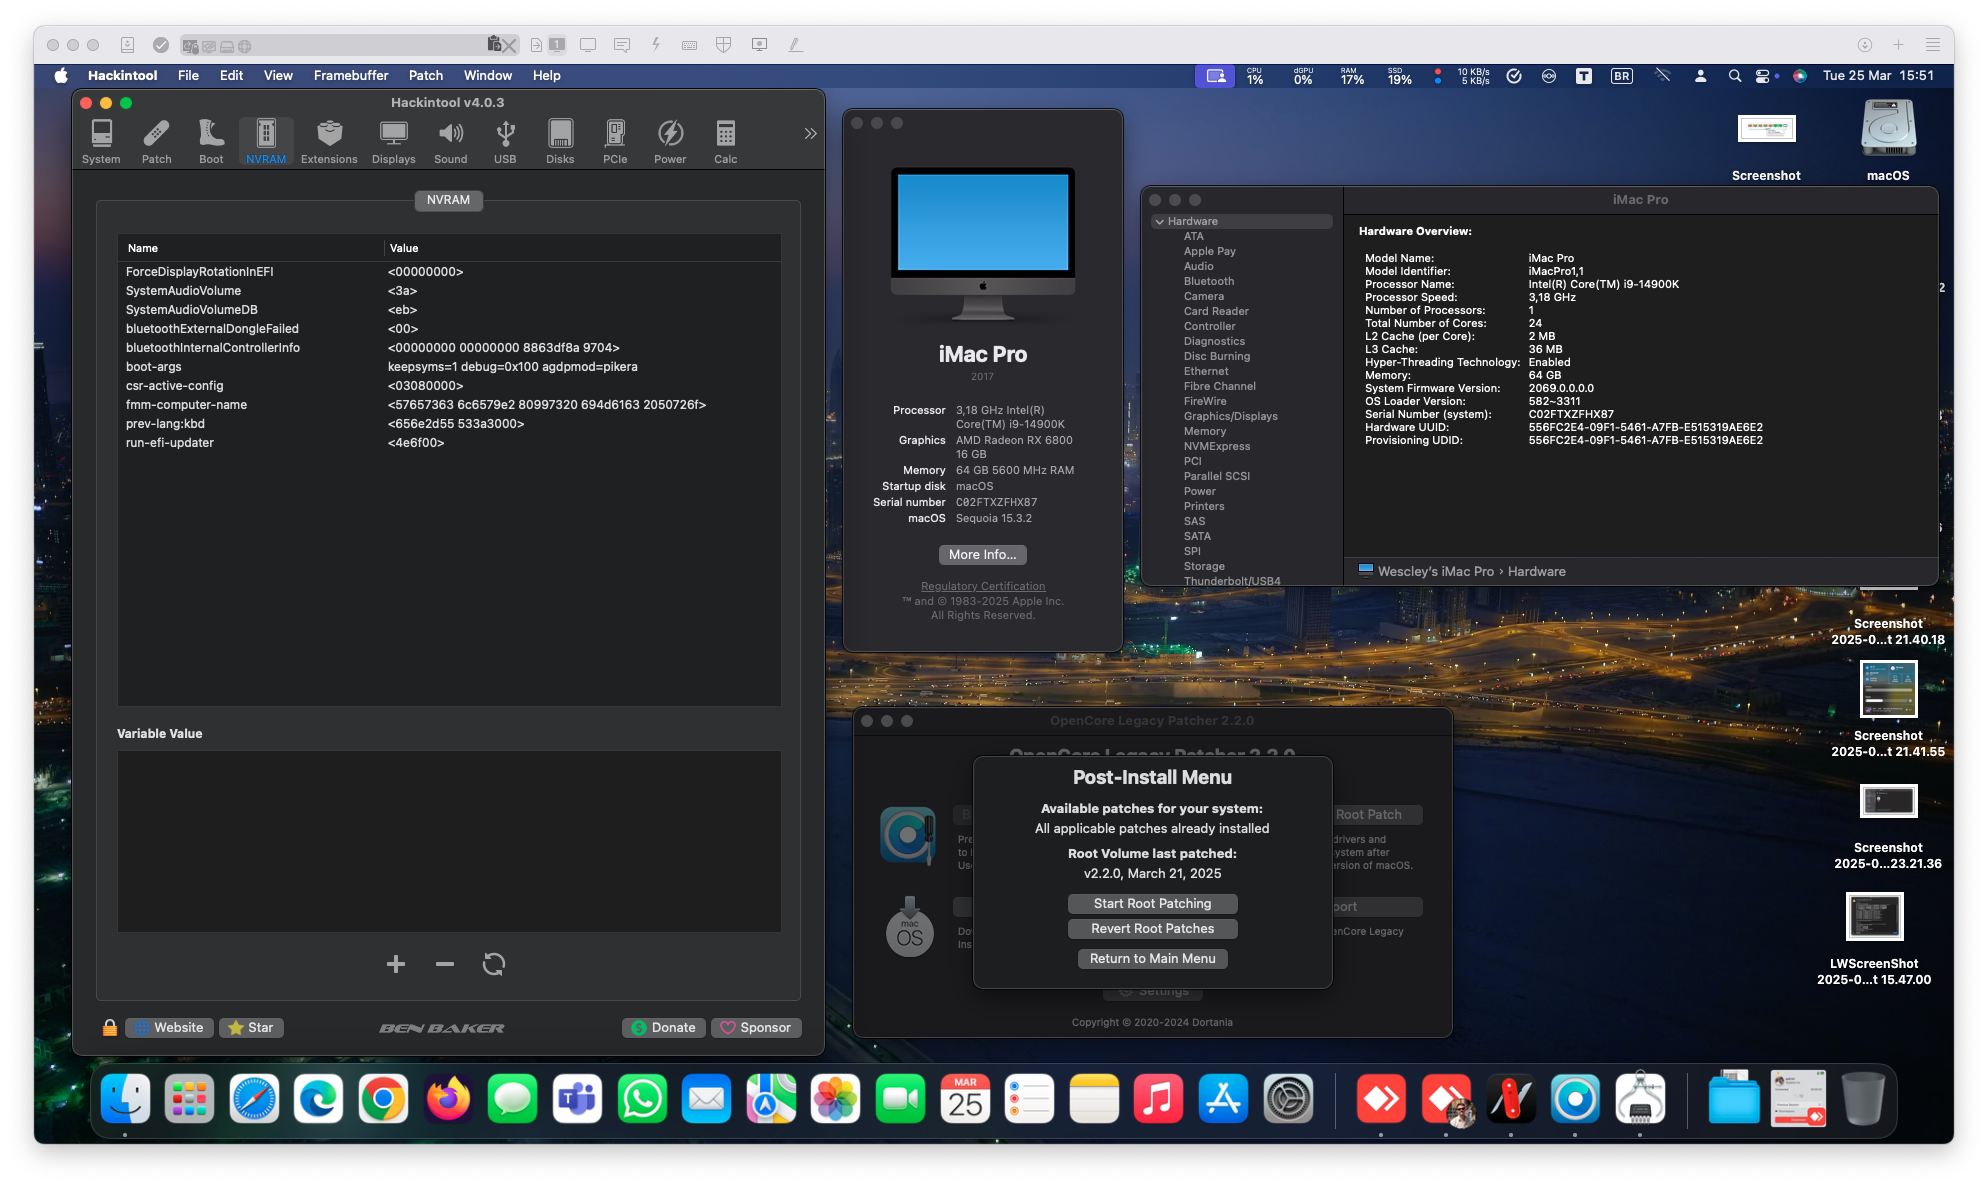 1
Hackintool File Edit View Framebuffer Patch Window Help
CPU 1% dGPU 0% RAM 17% SSD 19% 10 KB/s 5 KB/s T BR Tue 25 Mar 15:51
Hackintool v4.0.3
System Patch Boot NVRAM Extensions Displays Sound USB Disks PCIe Power Calc
NVRAM
Name Value
ForceDisplayRotationInEFI <00000000>
SystemAudioVolume <3a>
SystemAudioVolumeDB <eb>
bluetoothExternalDongleFailed <00>
bluetoothInternalControllerInfo <00000000 00000000 8863df8a 9704>
boot-args keepsyms=1 debug=0x100 agdpmod=pikera
csr-active-config <03080000>
fmm-computer-name <57657363 6c6579e2 80997320 694d6163 2050726f>
prev-lang:kbd <656e2d55 533a3000>
run-efi-updater <4e6f00>
Variable Value
Website Star BEN BAKER Donate Sponsor
iMac Pro
2017
Processor 3,18 GHz Intel(R)
Core(TM) i9-14900K
Graphics AMD Radeon RX 6800
16 GB
Memory 64 GB 5600 MHz RAM
Startup disk macOS
Serial number C02FTXZFHX87
macOS Sequoia 15.3.2
More Info...
Regulatory Certification
™ and © 1983-2025 Apple Inc.
All Rights Reserved.
Screenshot macOS
iMac Pro
Hardware
ATA
Apple Pay
Audio
Bluetooth
Camera
Card Reader
Controller
Diagnostics
Disc Burning
Ethernet
Fibre Channel
FireWire
Graphics/Displays
Memory
NVMExpress
PCI
Parallel SCSI
Power
Printers
SAS
SATA
SPI
Storage
Thunderbolt/USB4
Hardware Overview:
Model Name: iMac Pro
Model Identifier: iMacPro1,1
Processor Name: Intel(R) Core(TM) i9-14900K
Processor Speed: 3,18 GHz
Number of Processors: 1
Total Number of Cores: 24
L2 Cache (per Core): 2 MB
L3 Cache: 36 MB
Hyper-Threading Technology: Enabled
Memory: 64 GB
System Firmware Version: 2069.0.0.0.0
OS Loader Version: 582~3311
Serial Number (system): C02FTXZFHX87
Hardware UUID: 556FC2E4-09F1-5461-A7FB-E515319AE6E2
Provisioning UDID: 556FC2E4-09F1-5461-A7FB-E515319AE6E2
Wescley's iMac Pro › Hardware
Screenshot
2025-0...t 21.40.18
Screenshot
2025-0...t 21.41.55
Screenshot
2025-0...23.21.36
LWScreenShot
2025-0...t 15.47.00
OpenCore Legacy Patcher 2.2.0
OpenCore Legacy Patcher 2.2.0
Post-Install Menu
Available patches for your system:
All applicable patches already installed
Root Volume last patched:
v2.2.0, March 21, 2025
Start Root Patching
Revert Root Patches
Return to Main Menu
Root Patch
drivers and
ystem after
ersion of macOS.
port
enCore Legacy
mac
OS
Settings
Copyright © 2020-2024 Dortania
MAR
25